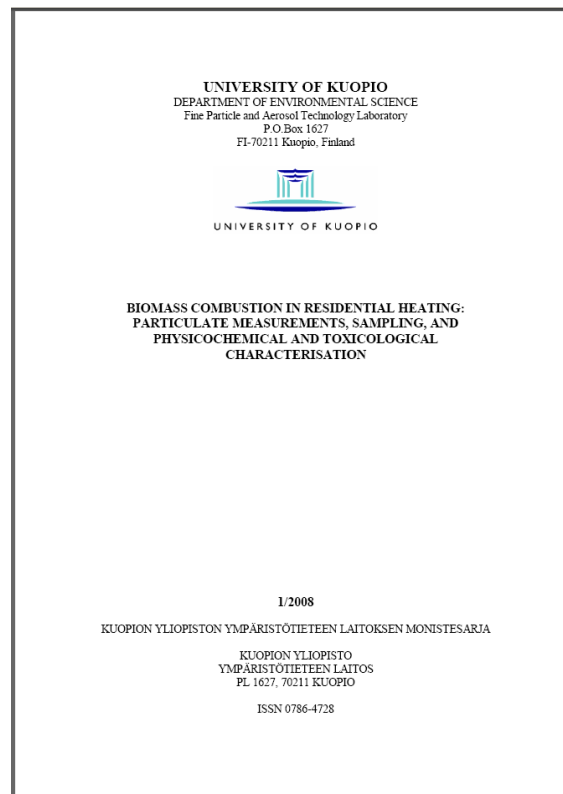 UNIVERSITY OF KUOPIO
DEPARTMENT OF ENVIRONMENTAL SCIENCE
Fine Particle and Aerosol Technology Laboratory
P.O.Box 1627
FI-70211 Kuopio, Finland
UNIVERSITY OF KUOPIO
BIOMASS COMBUSTION IN RESIDENTIAL HEATING:
PARTICULATE MEASUREMENTS, SAMPLING, AND
PHYSICOCHEMICAL AND TOXICOLOGICAL
CHARACTERISATION
1/2008
KUOPION YLIOPISTON YMPÄRISTÖTIETEEN LAITOKSEN MONISTESARJA
KUOPION YLIOPISTO
YMPÄRISTÖTIETEEN LAITOS
PL 1627, 70211 KUOPIO
ISSN 0786-4728